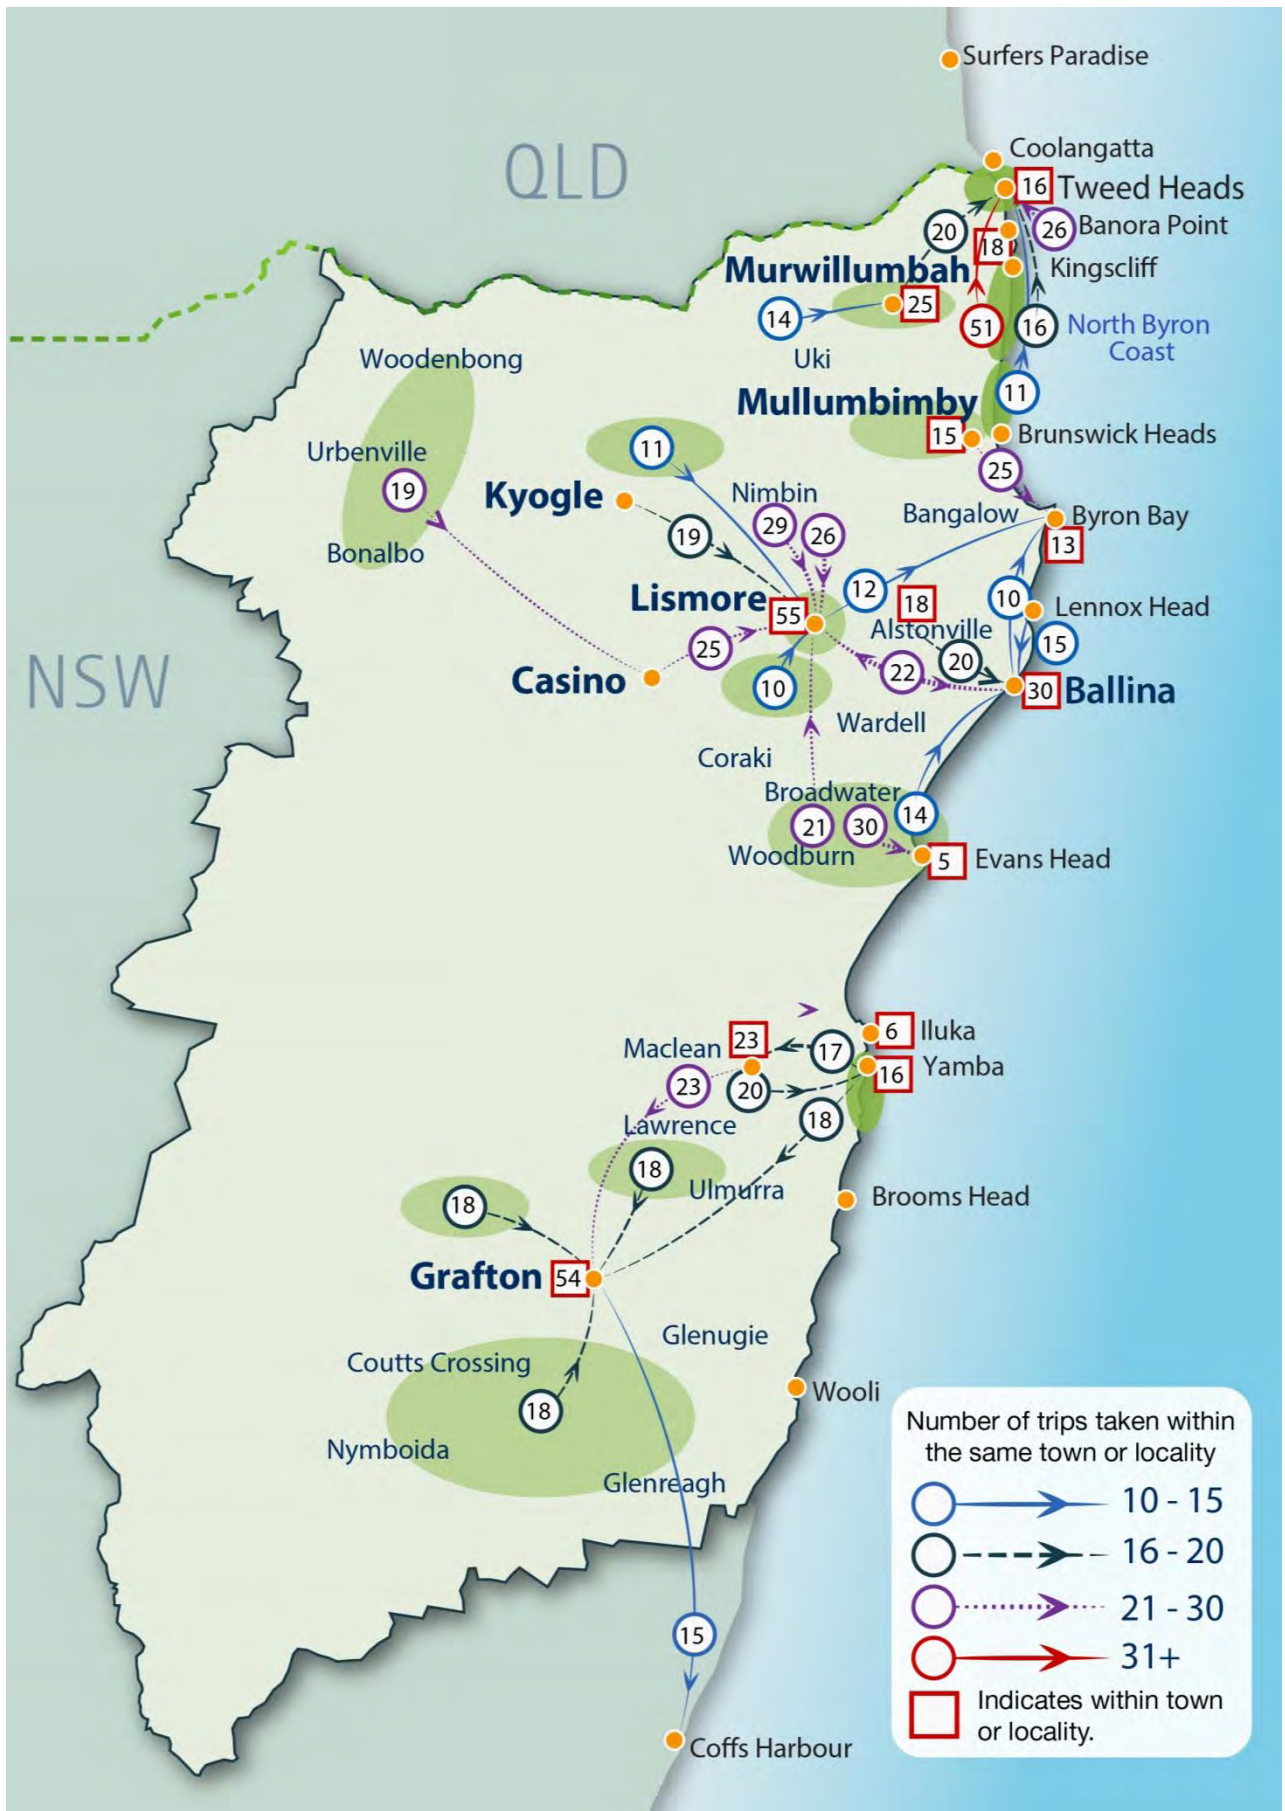 Surfers Paradise
QLD
Coolangatta
16 Tweed Heads
20
26 Banora Point
18
Murwillumbah
Kingscliff
25
14
51
16
North Byron
Coast
Uki
Woodenbong
11
Mullumbimby
15
Brunswick Heads
11
Urbenville
25
19
Nimbin
Kyogle
29
26
Bangalow
Byron Bay
19
13
Bonalbo
12
10
Lismore
55
18
Lennox Head
Alstonville
25
20
15
NSW
Casino
10
22
30 Ballina
Wardell
Coraki
Broadwater
21
30
14
Woodburn
5
Evans Head
23
6
Iluka
Maclean
17
Yamba
23
20
16
18
Lawrence
18
Ulmurra
18
Brooms Head
Grafton 54
Glenugie
Coutts Crossing
Wooli
18
Nymboida
Glenreagh
15
Coffs Harbour
Number of trips taken within
the same town or locality
10 - 15
16 - 20
21 - 30
31+
Indicates within town
or locality.